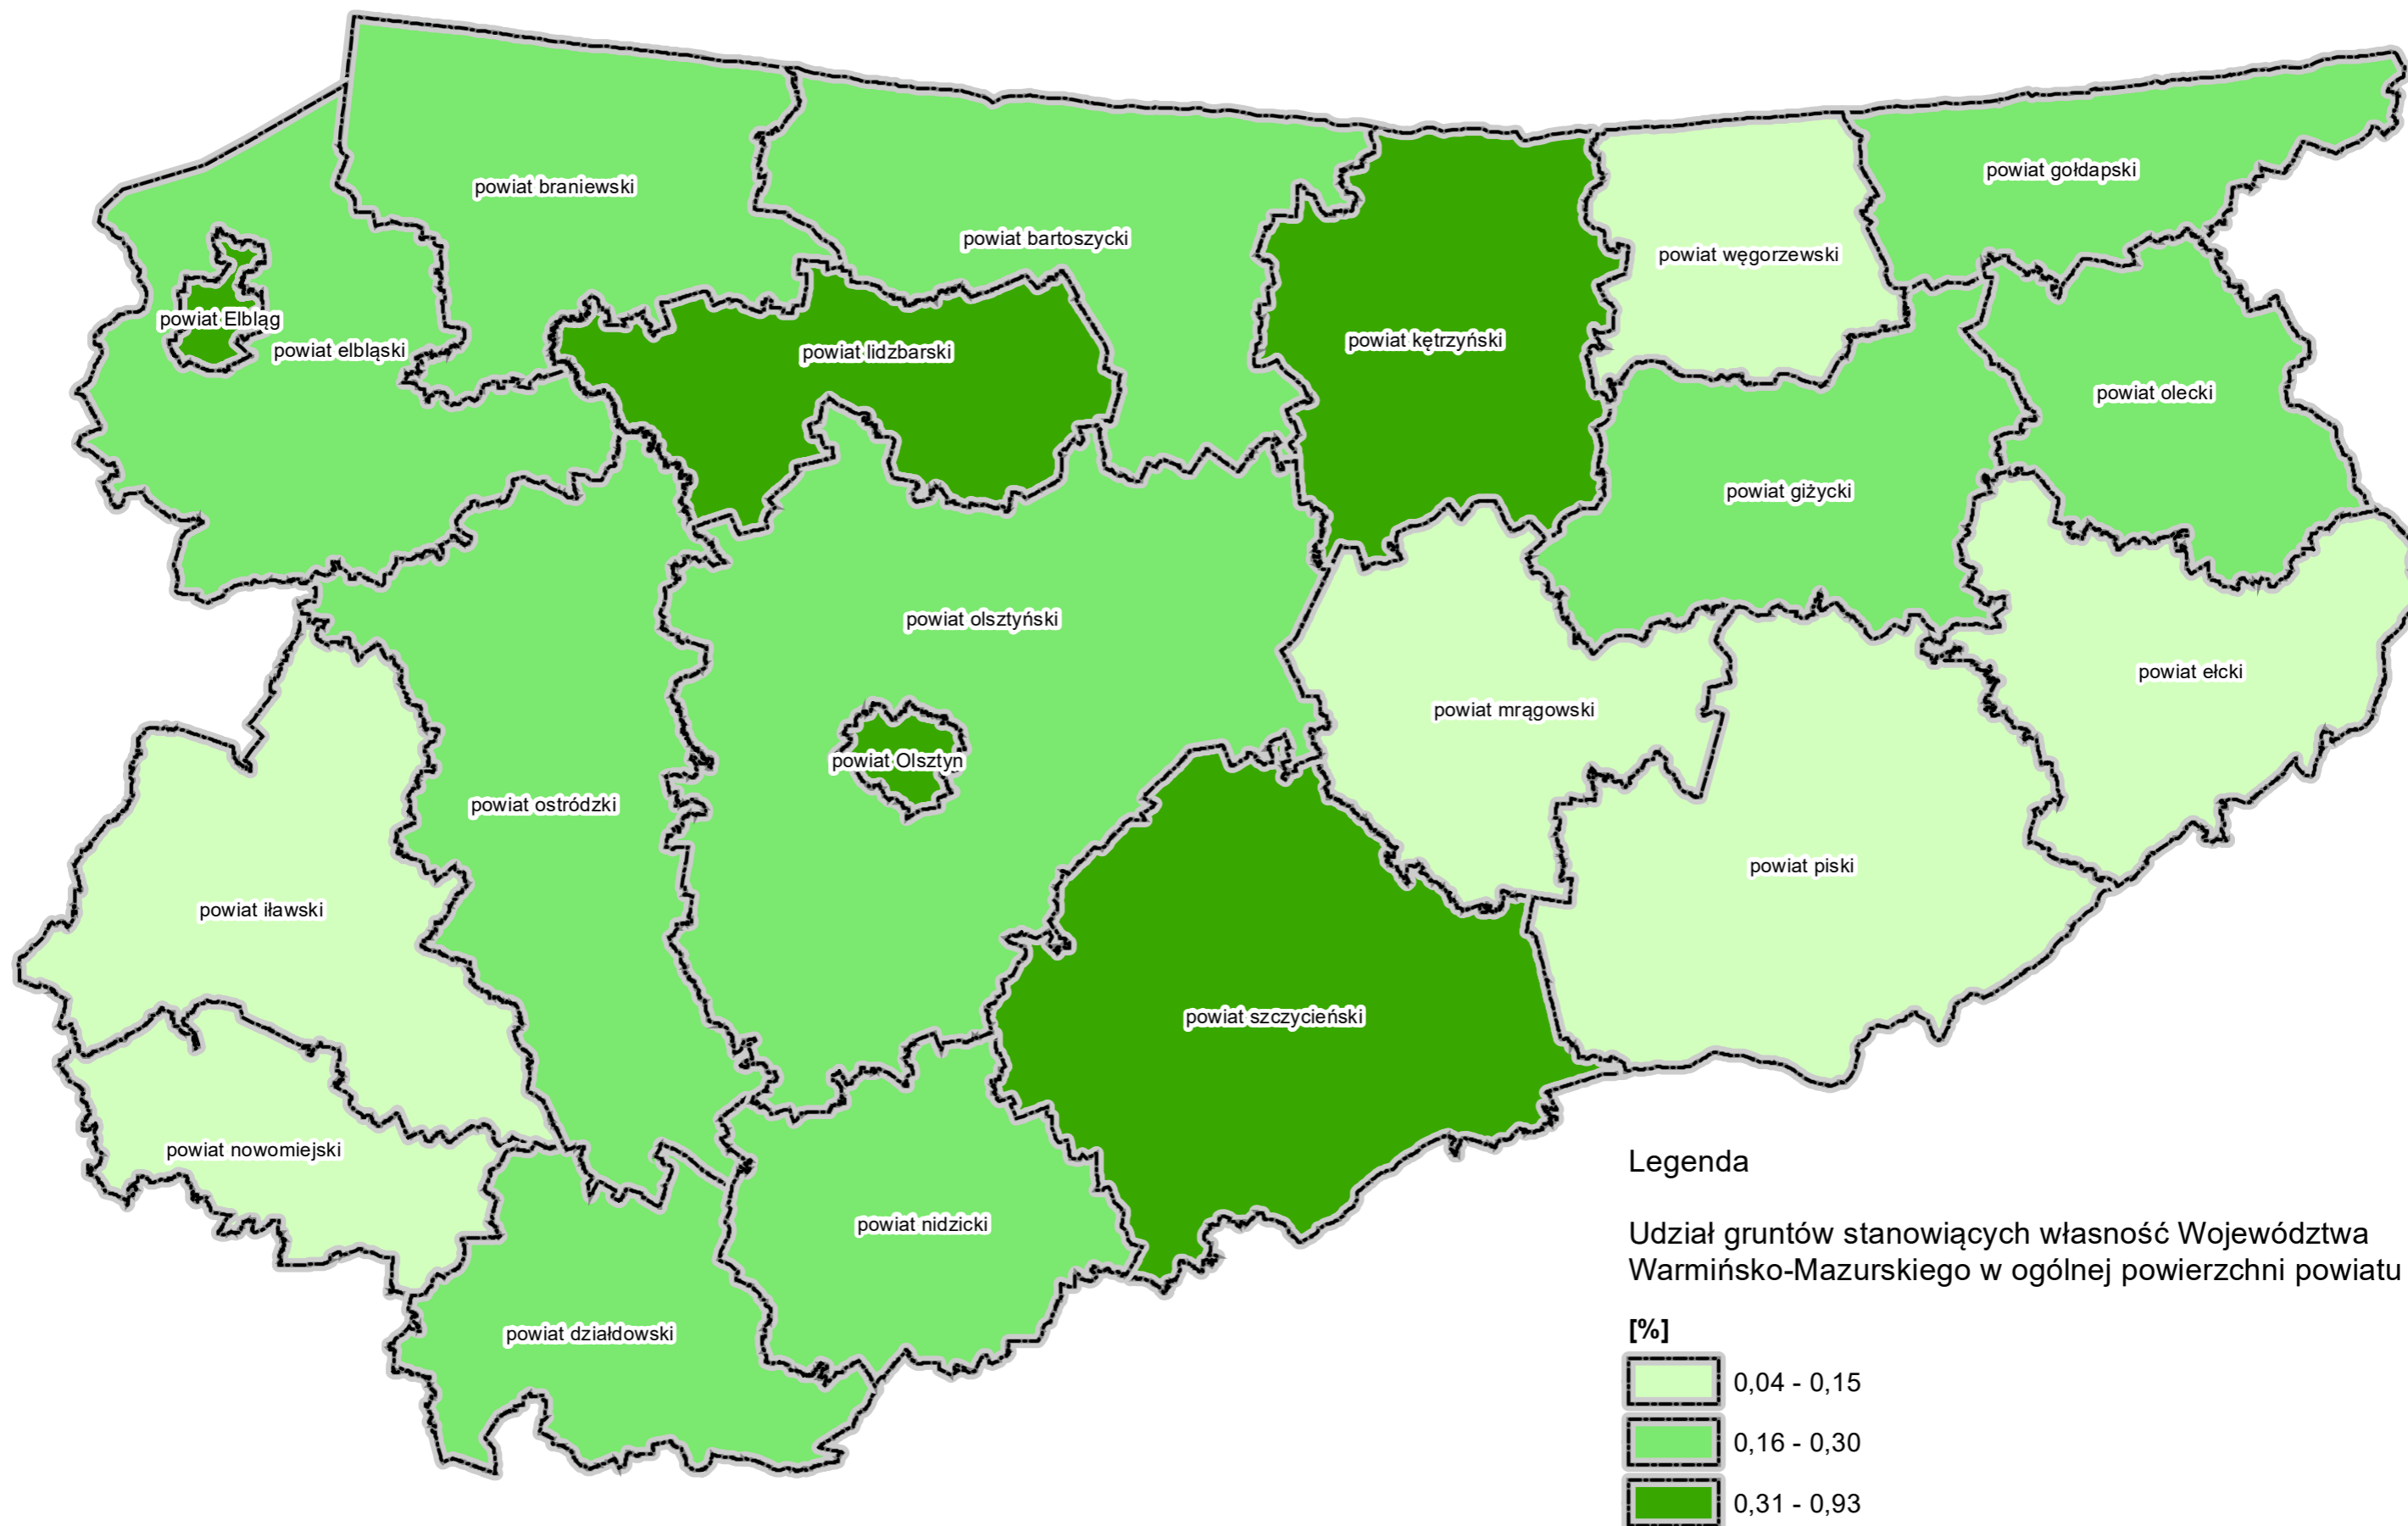 powiat gołdapski
powiat braniewski
powiat bartoszycki
powiat węgorzewski
powiat Elbląg
powiat kętrzyński
powiat elbląski
powiat lidzbarski
powiat olecki
powiat giżycki
powiat olsztyński
powiat ełcki
powiat mrągowski
powiat Olsztyn
powiat ostródzki
powiat piski
powiat iławski
powiat szczycieński
powiat nowomiejski
powiat nidzicki
powiat działdowski
Legenda
Udział gruntów stanowiących własność Województwa
Warmińsko-Mazurskiego w ogólnej powierzchni powiatu
[%]
0,04 - 0,15
0,16 - 0,30
0,31 - 0,93